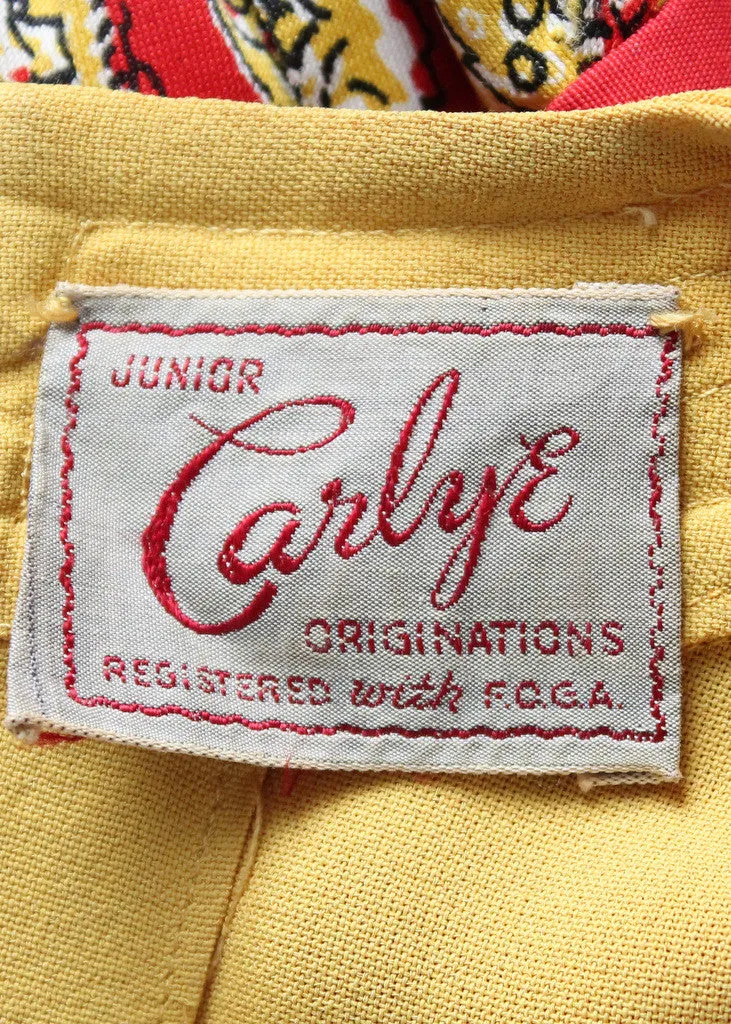 JUNIOR
Carlye
ORIGINATIONS
REGISTERED with F.O.G.A.